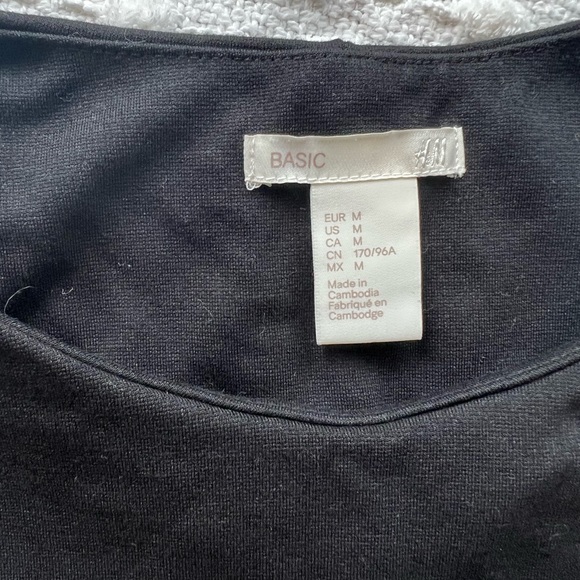 BASIC H&M
EUR M
US M
CA M
CN 170/96A
MX M
Made in
Cambodia
Fabriqué en
Cambodge